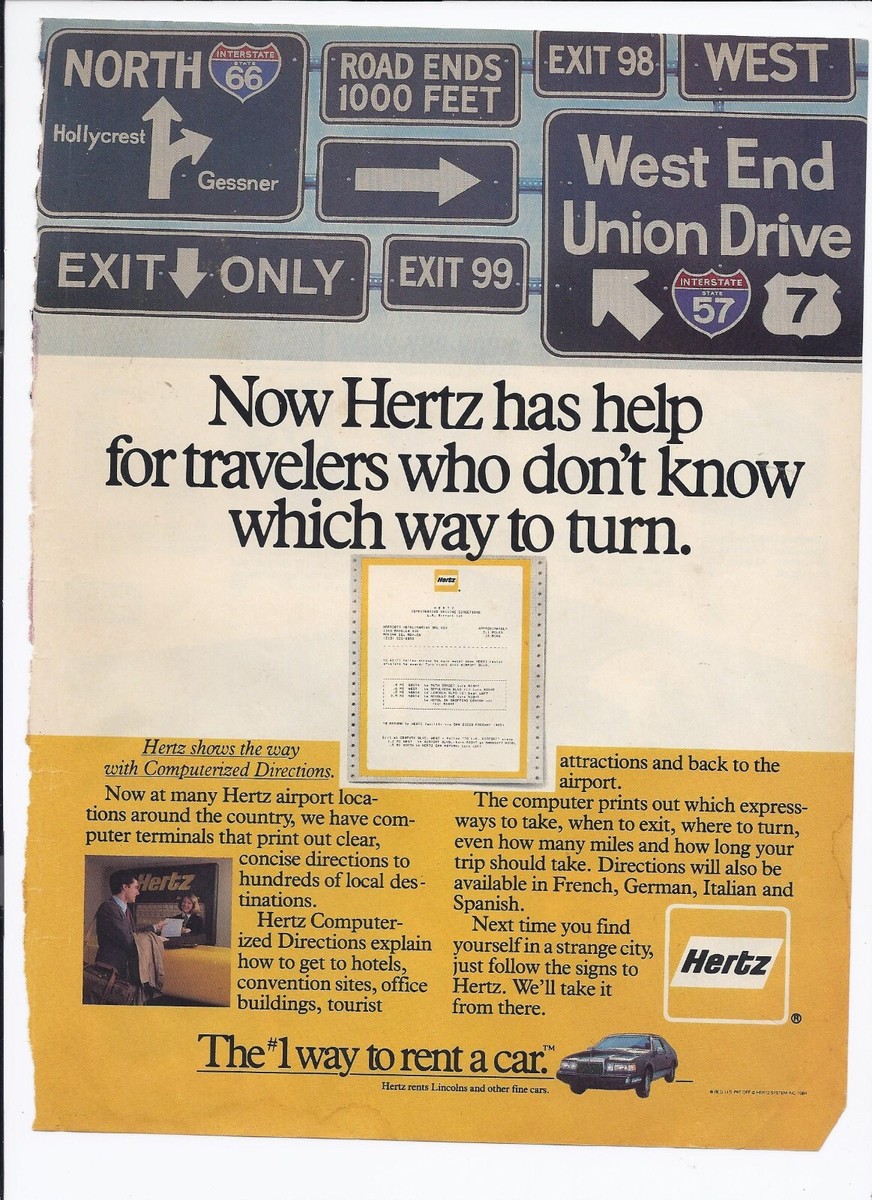 NORTH
INTERSTATE
STATE
66
Hollycrest
Gessner
ROAD ENDS
1000 FEET
EXIT 98
WEST
West End
Union Drive
INTERSTATE
STATE
57
7
EXIT ONLY
EXIT 99
Now Hertz has help
for travelers who don't know
which way to turn.
Hertz
Hertz shows the way
with Computerized Directions.
Now at many Hertz airport loca-
tions around the country, we have com-
puter terminals that print out clear,
concise directions to
hundreds of local des-
tinations.
Hertz Computer-
ized Directions explain
how to get to hotels,
convention sites, office
buildings, tourist
Hertz
attractions and back to the
airport.
The computer prints out which express-
ways to take, when to exit, where to turn,
even how many miles and how long your
trip should take. Directions will also be
available in French, German, Italian and
Spanish.
Next time you find
yourself in a strange city,
just follow the signs to
Hertz. We'll take it
from there.
Hertz
®
The #1 way to rent a car.™
Hertz rents Lincolns and other fine cars.